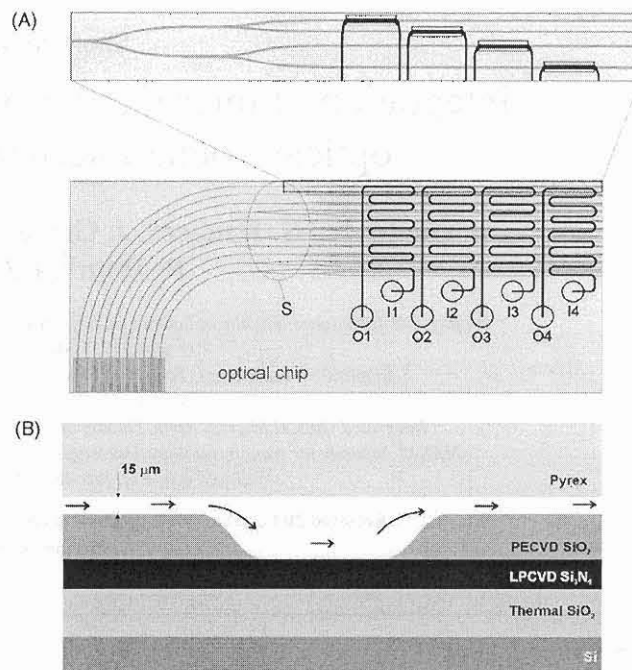 (A)
I1 I2 I3 I4
S
O1 O2 O3 O4
optical chip
(B)
15 µm
Pyrex
PECVD SiO₂
LPCVD Si₃N₄
Thermal SiO₂
Si